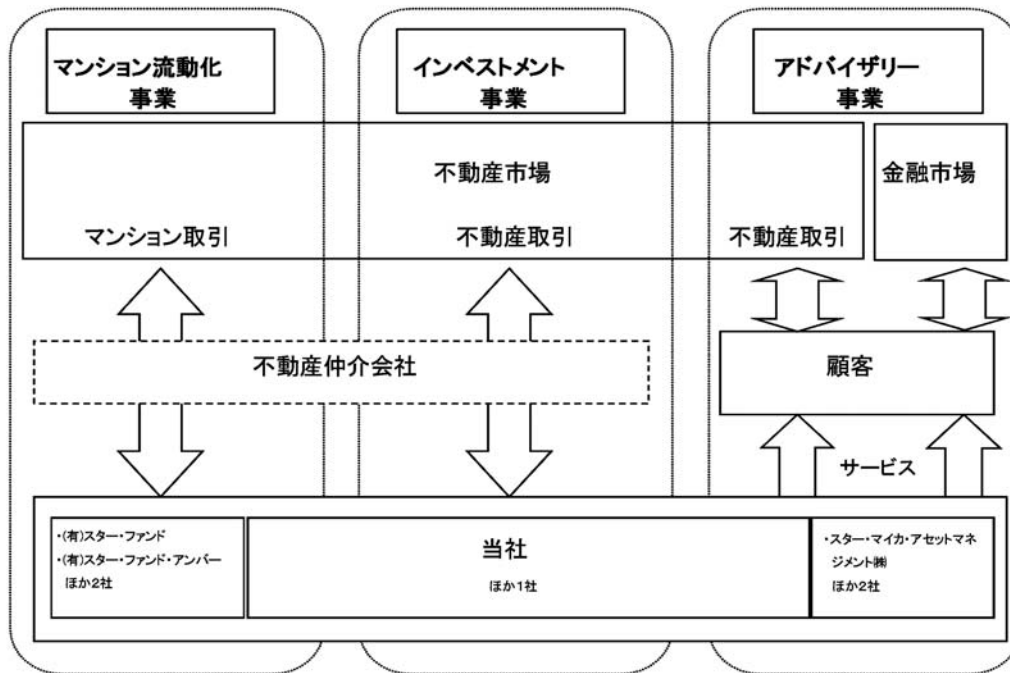 マンション流動化
事業
インベストメント
事業
アドバイザリー
事業
不動産市場
金融市場
マンション取引
不動産取引
不動産取引
不動産仲介会社
顧客
サービス
・(有)スター・ファンド
・(有)スター・ファンド・アンバー
ほか2社
当社
ほか1社
・スター・マイカ・アセットマネ
ジメント㈱
ほか2社